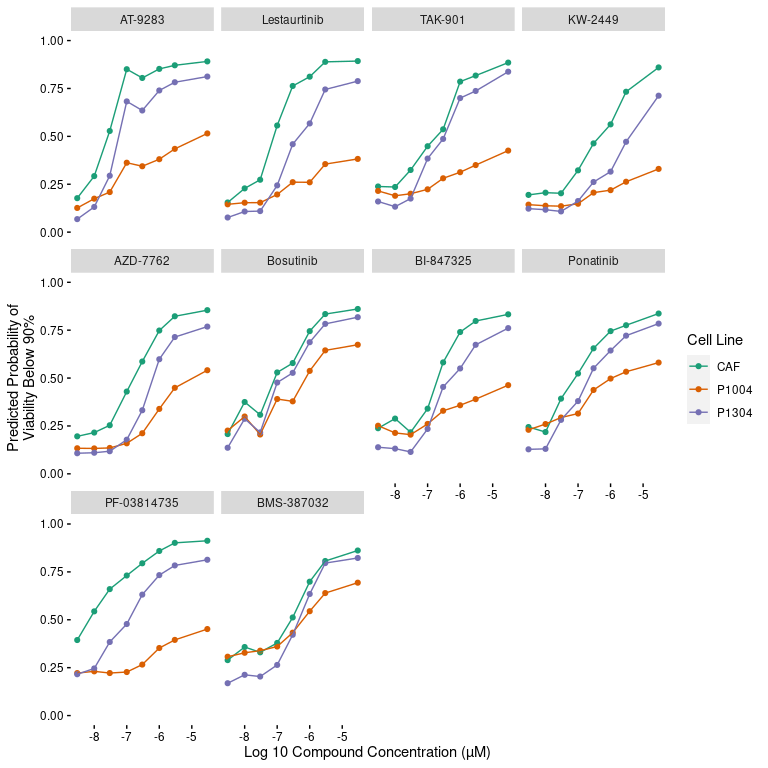 AT-9283 Lestaurtinib TAK-901 KW-2449
1.00
0.75
0.50
0.25
0.00
AZD-7762 Bosutinib BI-847325 Ponatinib
1.00
0.75
0.50
0.25
0.00
-8 -7 -6 -5 -8 -7 -6 -5
PF-03814735 BMS-387032
1.00
0.75
0.50
0.25
0.00
-8 -7 -6 -5 -8 -7 -6 -5
Predicted Probability of
Viability Below 90%
Log 10 Compound Concentration (μM)
Cell Line
CAF
P1004
P1304